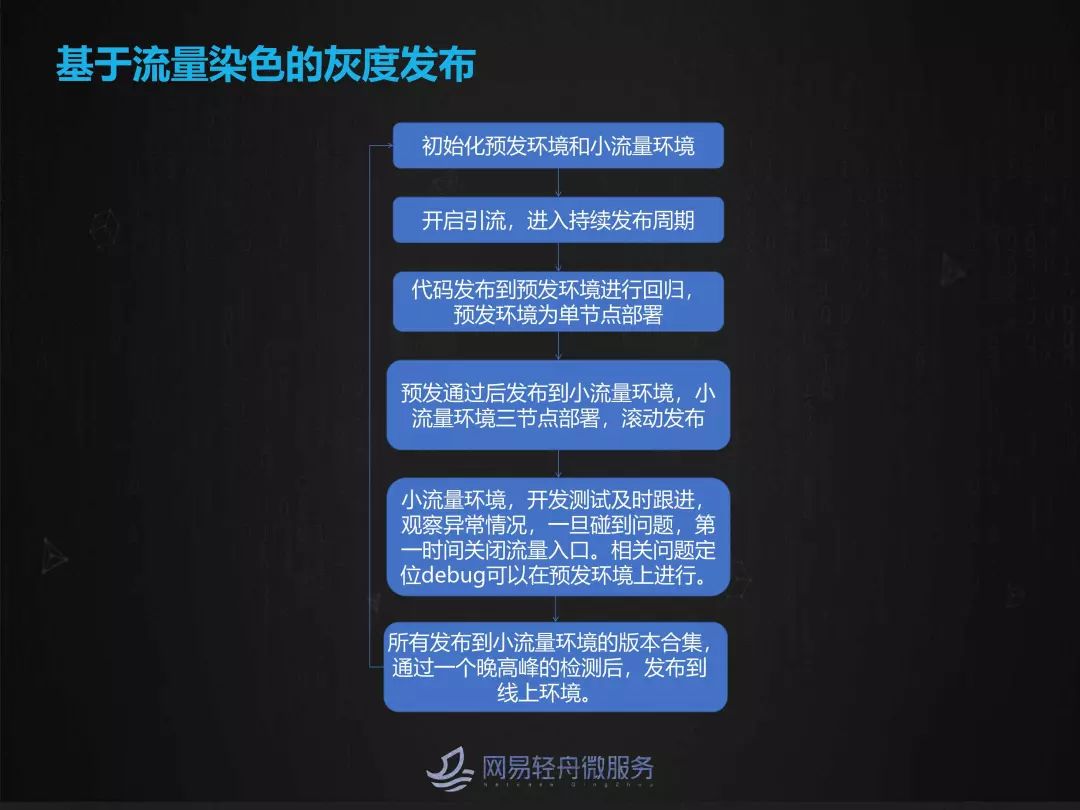 基于流量染色的灰度发布
初始化预发环境和小流量环境
开启引流，进入持续发布周期
代码发布到预发环境进行回归，
预发环境为单节点部署
预发通过后发布到小流量环境，小
流量环境三节点部署，滚动发布
小流量环境，开发测试及时跟进，
观察异常情况，一旦碰到问题，第
一时间关闭流量入口。相关问题定
位debug可以在预发环境上进行。
所有发布到小流量环境的版本合集，
通过一个晚高峰的检测后，发布到
线上环境。
网易轻舟微服务
Netease QingZhou